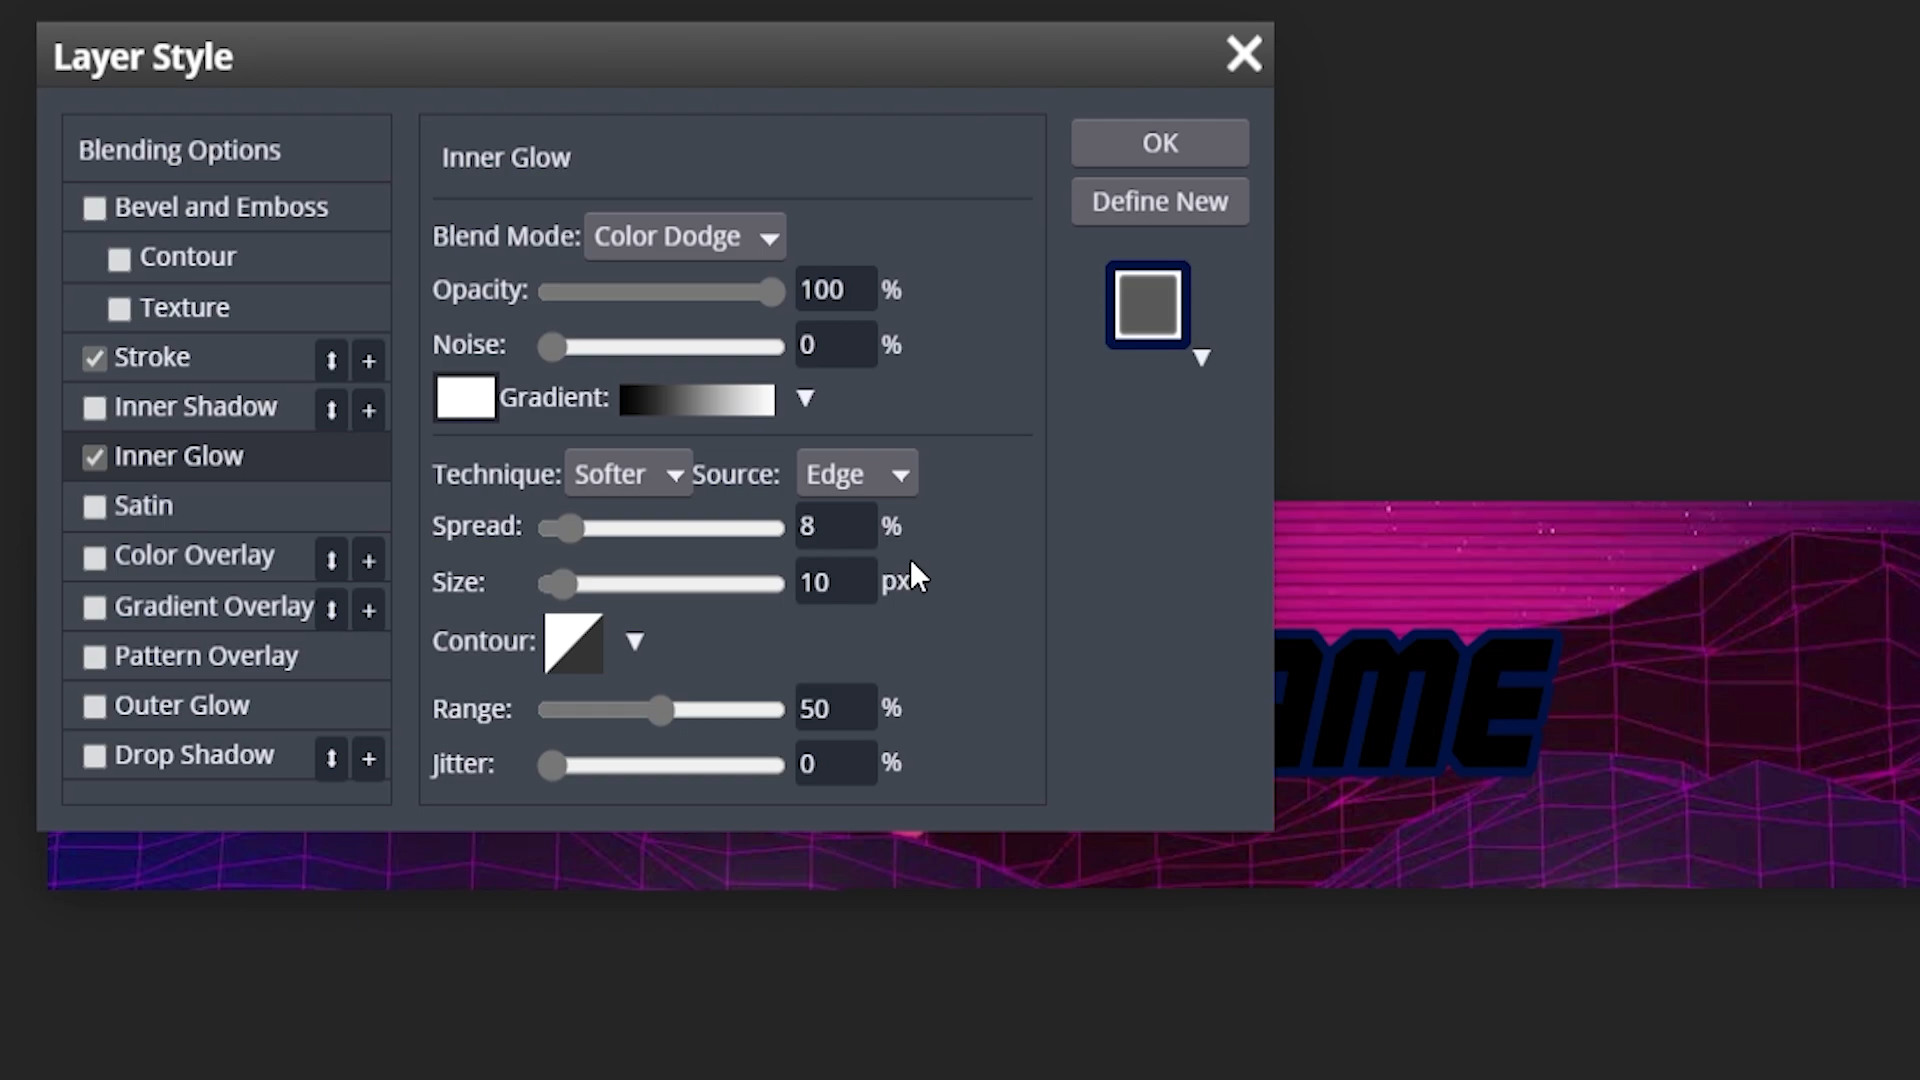 Layer Style
Blending Options
Bevel and Emboss
Contour
Texture
Stroke
+
Inner Shadow
+
Inner Glow
Satin
Color Overlay
+
Gradient Overlay
+
Pattern Overlay
Outer Glow
Drop Shadow
+
Inner Glow
Blend Mode: Color Dodge
Opacity: 100 %
Noise: 0 %
Gradient:
Technique: Softer Source: Edge
Spread: 8 %
Size: 10 px
Contour:
Range: 50 %
Jitter: 0 %
OK
Define New
AME